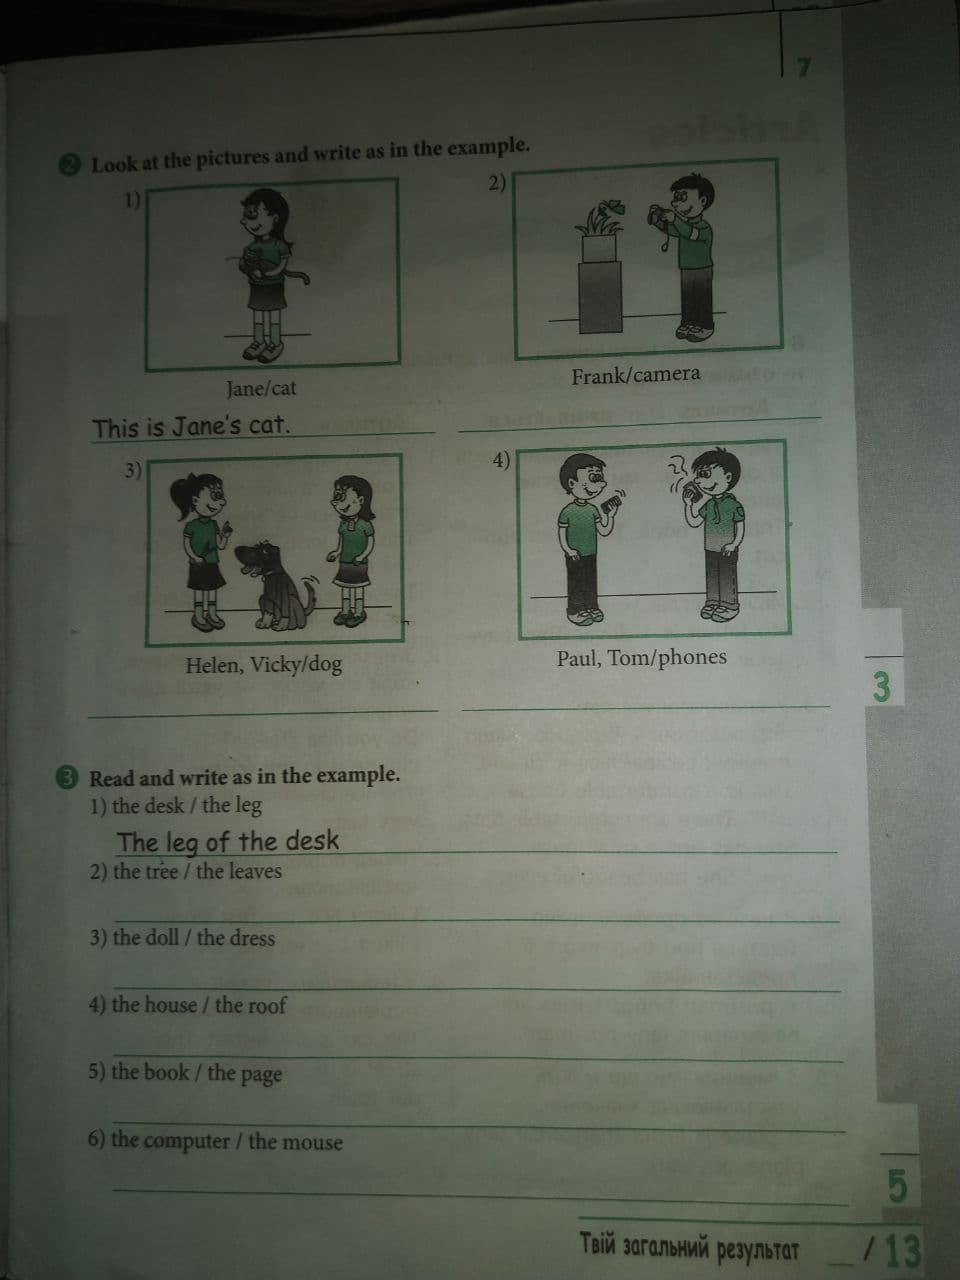 7
2 Look at the pictures and write as in the example.
1)
2)
Jane/cat
Frank/camera
This is Jane's cat.
3)
4)
Helen, Vicky/dog
Paul, Tom/phones
3
3 Read and write as in the example.
1) the desk / the leg
The leg of the desk
2) the tree / the leaves
3) the doll / the dress
4) the house / the roof
5) the book / the page
6) the computer / the mouse
5
Твій загальний результат __ / 13